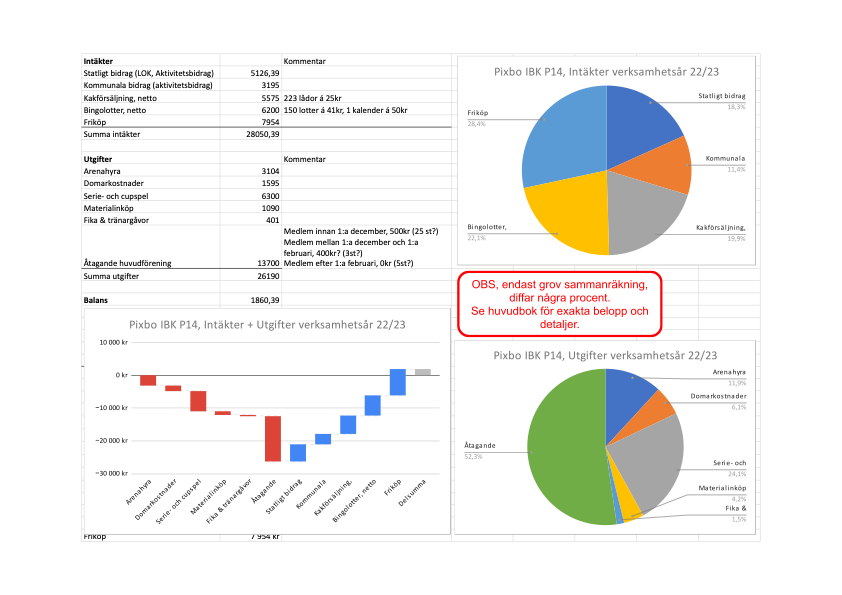 Intäkter Kommentar
Statligt bidrag (LOK, Aktivitetsbidrag) 5126,39
Kommunala bidrag (aktivitetsbidrag) 3195
Kakförsäljning, netto 5575 223 lådor á 25kr
Bingolotter, netto 6200 150 lotter á 41kr, 1 kalender á 50kr
Friköp 7954
Summa intäkter 28050,39
Utgifter Kommentar
Arenahyra 3104
Domarkostnader 1595
Serie- och cupspel 6300
Materialinköp 1090
Fika & tränargåvor 401
Medlem innan 1:a december, 500kr (25 st?)
Medlem mellan 1:a december och 1:a
februari, 400kr? (3st?)
Åtagande huvudförening 13700 Medlem efter 1:a februari, 0kr (5st?)
Summa utgifter 26190
Balans 1860,39
Pixbo IBK P14, Intäkter + Utgifter verksamhetsår 22/23
10 000 kr
0 kr
−10 000 kr
−20 000 kr
−30 000 kr
Arenahyra
Domarkostnader
Serie- och cupspel
Materialinköp
Fika & tränargåvor
Åtagande
Statligt bidrag
Kommunala
Kakförsäljning,
Bingolotter, netto
Friköp
Delsumma
Friköp 7 954 kr
Pixbo IBK P14, Intäkter verksamhetsår 22/23
Statligt bidrag
18,3%
Friköp
28,4%
Kommunala
11,4%
Bingolotter,
22,1%
Kakförsäljning,
19,9%
OBS, endast grov sammanräkning,
diffar några procent.
Se huvudbok för exakta belopp och
detaljer.
Pixbo IBK P14, Utgifter verksamhetsår 22/23
Arenahyra
11,9%
Domarkostnader
6,1%
Åtagande
52,3%
Serie- och
24,1%
Materialinköp
4,2%
Fika &
1,5%